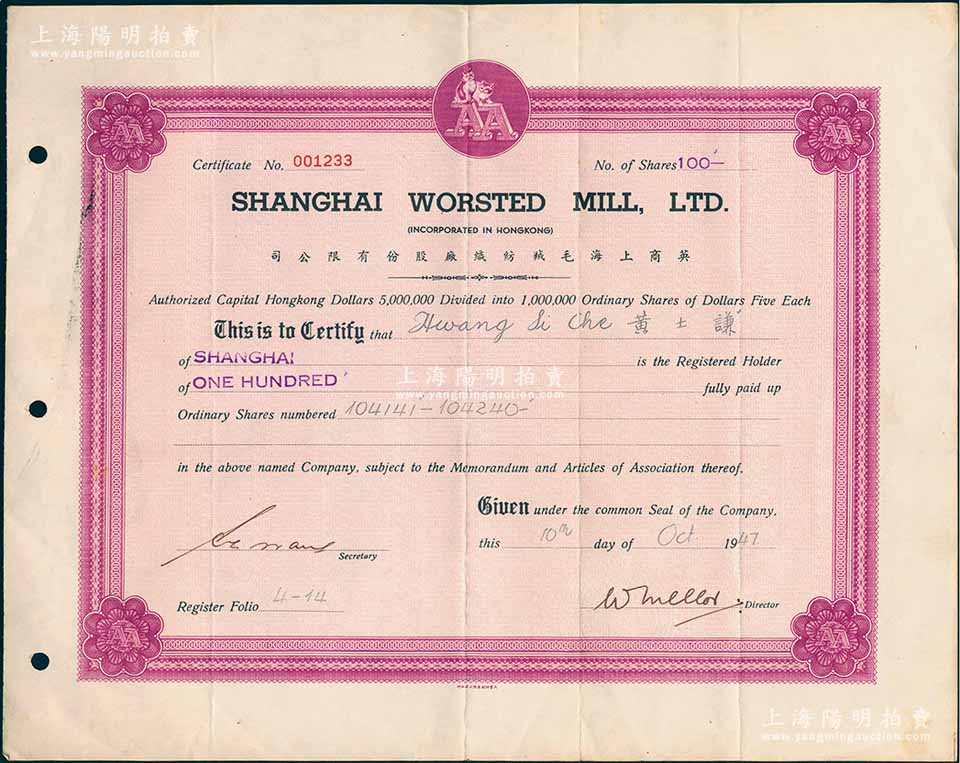 上海陽明拍賣
www.yangmingauction.com
AA
AA
AA
Certificate No. 001233
No. of Shares 100-
SHANGHAI WORSTED MILL, LTD.
(INCORPORATED IN HONGKONG)
司公限有份股廠織紡絨毛海上商英
Authorized Capital Hongkong Dollars 5,000,000 Divided into 1,000,000 Ordinary Shares of Dollars Five Each
This is to Certify that Hwang Si Che 黃士謙
of SHANGHAI is the Registered Holder
上海陽明拍賣
www.yangmingauction.com
of ONE HUNDRED fully paid up
Ordinary Shares numbered 104141-104240-
in the above named Company, subject to the Memorandum and Articles of Association thereof.
Given under the common Seal of the Company,
this 10th day of Oct 1947
Secretary
Register Folio 4-14
W Mellor Director
AA
AA
上海陽明拍賣
www.yangmingauction.com